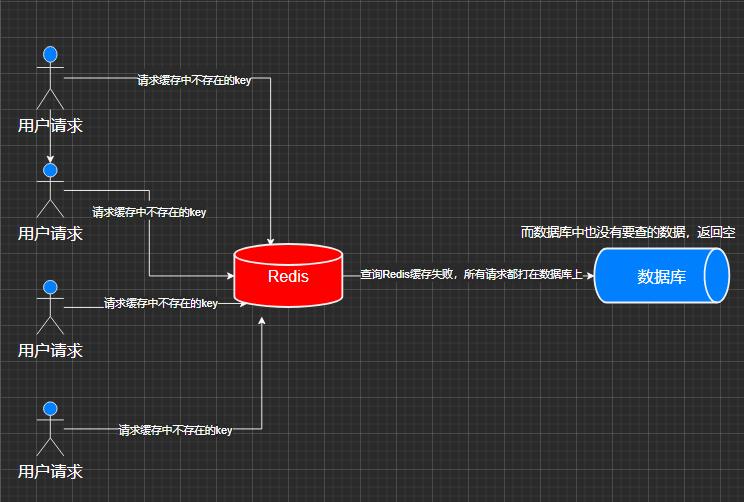 请求缓存中不存在的key
用户请求
请求缓存中不存在的key
用户请求
而数据库中也没有要查的数据，返回空
Redis
查询Redis缓存失败，所有请求都打在数据库上
数据库
请求缓存中不存在的key
用户请求
请求缓存中不存在的key
用户请求